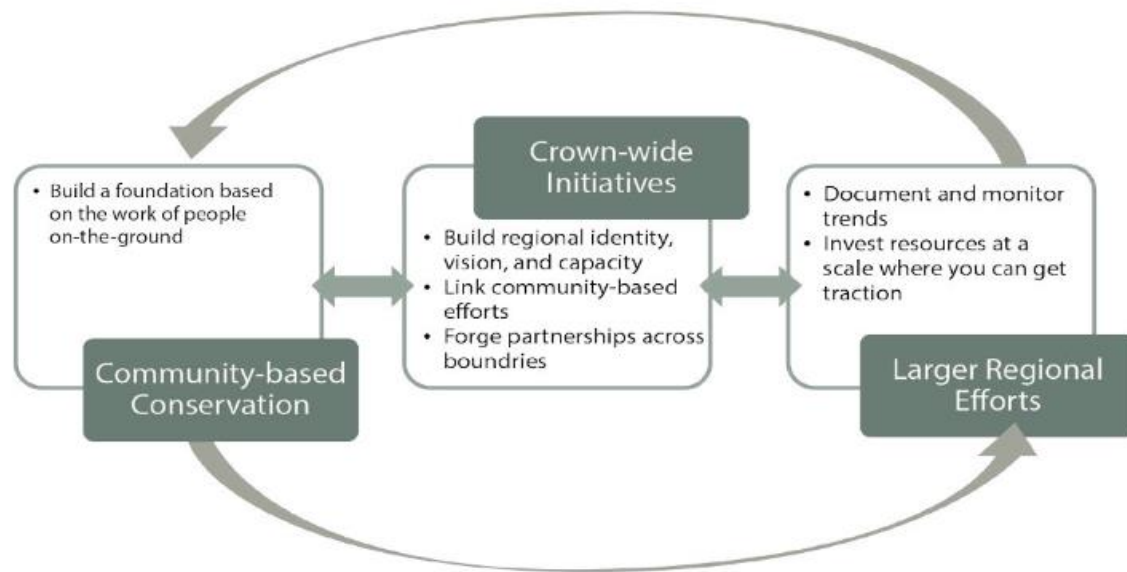 • Build a foundation based
on the work of people
on-the-ground
Community-based
Conservation
Crown-wide
Initiatives
• Build regional identity,
vision, and capacity
• Link community-based
efforts
• Forge partnerships across
boundries
• Document and monitor
trends
• Invest resources at a
scale where you can get
traction
Larger Regional
Efforts